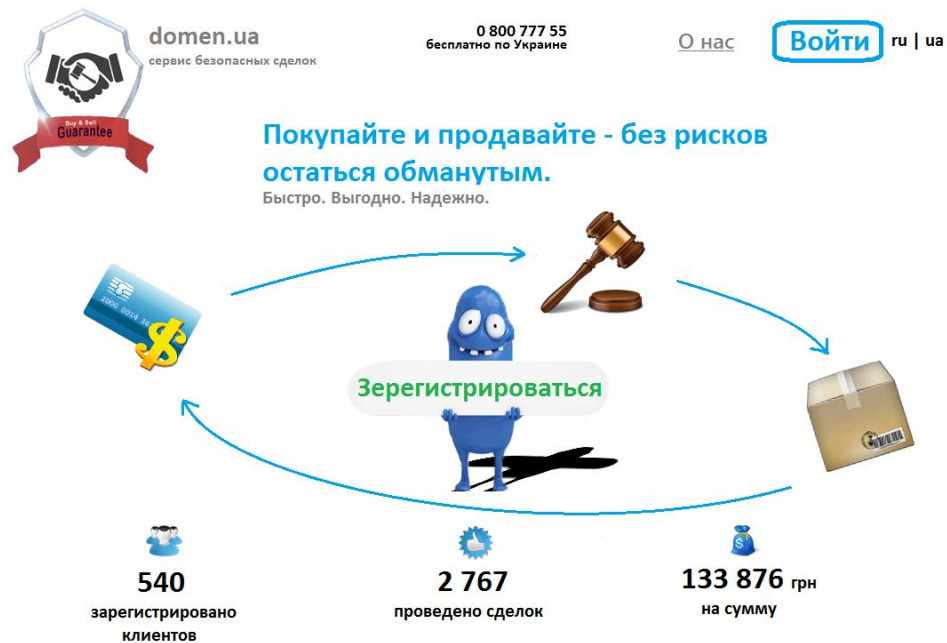 domen.ua
сервис безопасных сделок
0 800 777 55
бесплатно по Украине
О нас
Войти
ru | ua
Buy & Sell
Guarantee
Покупайте и продавайте - без рисков
остаться обманутым.
Быстро. Выгодно. Надежно.
Зерегистрироваться
540
зарегистрировано
клиентов
2 767
проведено сделок
133 876 грн
на сумму